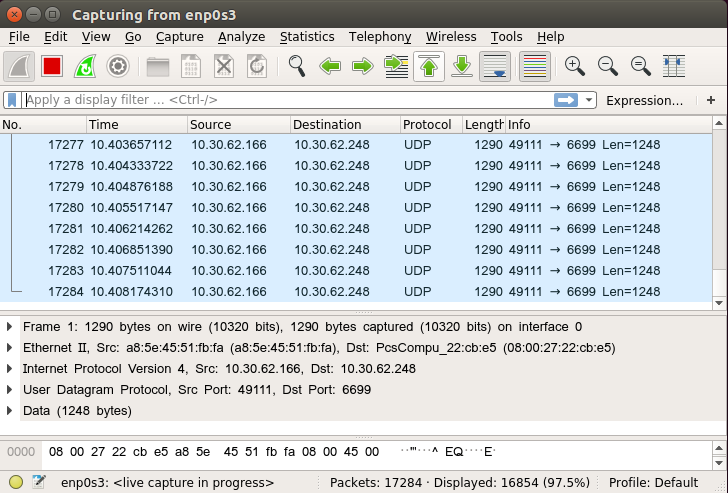 Capturing from enp0s3
File Edit View Go Capture Analyze Statistics Telephony Wireless Tools Help
Apply a display filter ... <Ctrl-/> Expression... +
No. Time Source Destination Protocol Length Info
17277 10.403657112 10.30.62.166 10.30.62.248 UDP 1290 49111 → 6699 Len=1248
17278 10.404333722 10.30.62.166 10.30.62.248 UDP 1290 49111 → 6699 Len=1248
17279 10.404876188 10.30.62.166 10.30.62.248 UDP 1290 49111 → 6699 Len=1248
17280 10.405517147 10.30.62.166 10.30.62.248 UDP 1290 49111 → 6699 Len=1248
17281 10.406214262 10.30.62.166 10.30.62.248 UDP 1290 49111 → 6699 Len=1248
17282 10.406851390 10.30.62.166 10.30.62.248 UDP 1290 49111 → 6699 Len=1248
17283 10.407511044 10.30.62.166 10.30.62.248 UDP 1290 49111 → 6699 Len=1248
17284 10.408174310 10.30.62.166 10.30.62.248 UDP 1290 49111 → 6699 Len=1248
Frame 1: 1290 bytes on wire (10320 bits), 1290 bytes captured (10320 bits) on interface 0
Ethernet II, Src: a8:5e:45:51:fb:fa (a8:5e:45:51:fb:fa), Dst: PcsCompu_22:cb:e5 (08:00:27:22:cb:e5)
Internet Protocol Version 4, Src: 10.30.62.166, Dst: 10.30.62.248
User Datagram Protocol, Src Port: 49111, Dst Port: 6699
Data (1248 bytes)
0000 08 00 27 22 cb e5 a8 5e 45 51 fb fa 08 00 45 00 ··'"···^ EQ····E·
enp0s3: <live capture in progress> Packets: 17284 · Displayed: 16854 (97.5%) Profile: Default